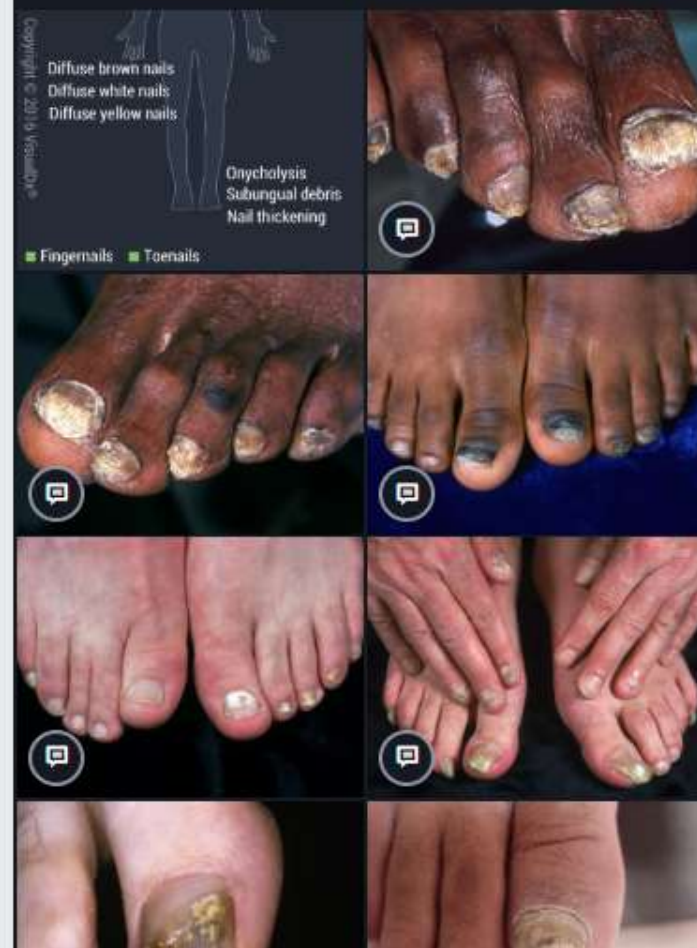 Copyright © 2016 VisualDx®
Diffuse brown nails
Diffuse white nails
Diffuse yellow nails
Onycholysis
Subungual debris
Nail thickening
Fingernails
Toenails